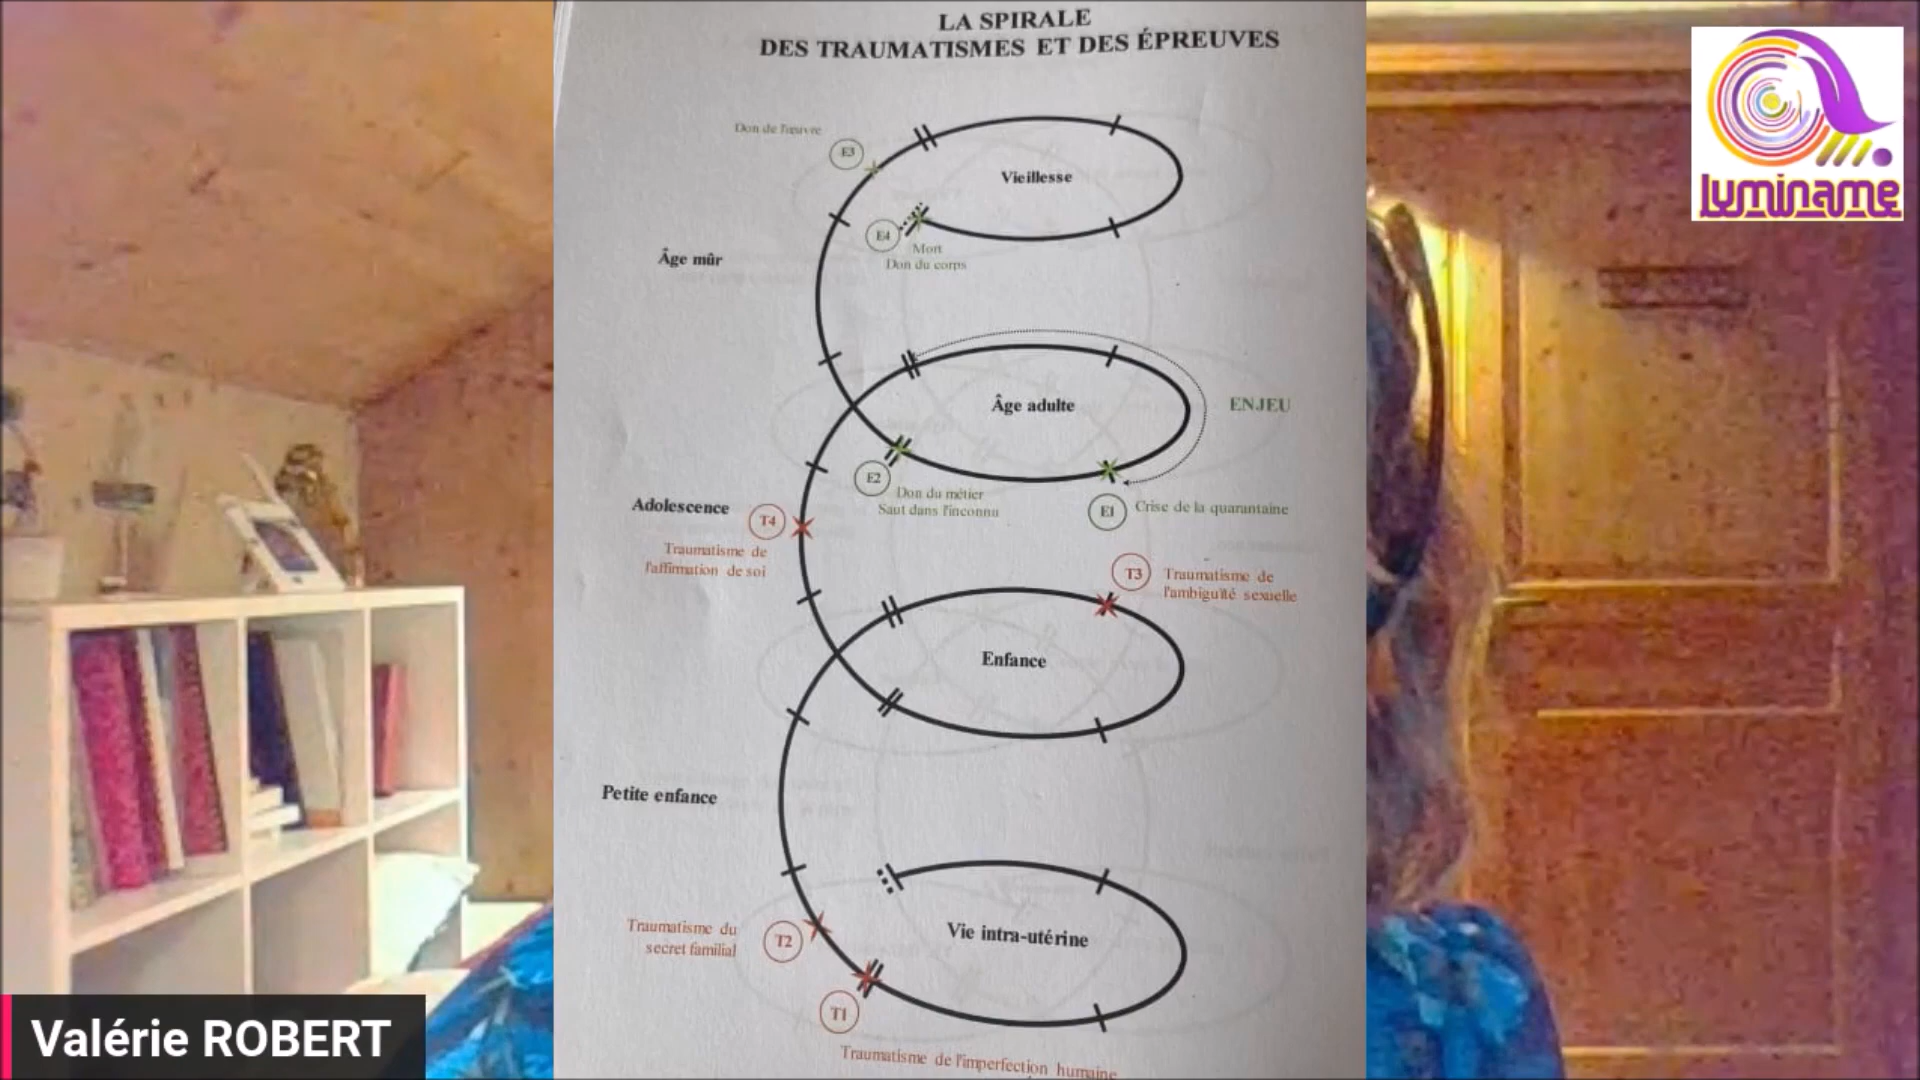 LA SPIRALE
DES TRAUMATISMES ET DES ÉPREUVES
luminame
Don de l'œuvre
E3
Vieillesse
E4
Mort
Don du corps
Âge mûr
Âge adulte
ENJEU
E2
Don du métier
Saut dans l'inconnu
E1
Crise de la quarantaine
Adolescence
T4
Traumatisme de
l'affirmation de soi
T3
Traumatisme de
l'ambiguïté sexuelle
Enfance
Petite enfance
Vie intra-utérine
Traumatisme du
secret familial
T2
T1
Traumatisme de l'imperfection humaine
Valérie ROBERT